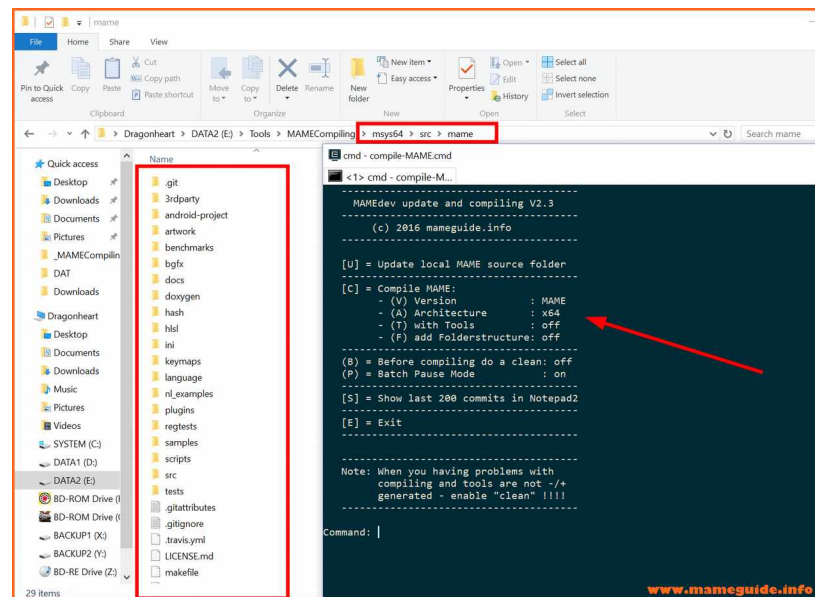 mame
File Home Share View
Pin to Quick access
Copy
Paste
Cut
Copy path
Paste shortcut
Clipboard
Move to
Copy to
Delete
Rename
Organize
New folder
New item
Easy access
New
Properties
Open
Edit
History
Open
Select all
Select none
Invert selection
Select
Dragonheart > DATA2 (E:) > Tools > MAMECompiling > msys64 > src > mame
Search mame
Quick access
Desktop
Downloads
Documents
Pictures
_MAMECompilin
DAT
Downloads
Dragonheart
Desktop
Documents
Downloads
Music
Pictures
Videos
SYSTEM (C:)
DATA1 (D:)
DATA2 (E:)
BD-ROM Drive (
BD-ROM Drive (
BACKUP1 (X:)
BACKUP2 (Y:)
BD-RE Drive (Z:)
29 items
Name
.git
3rdparty
android-project
artwork
benchmarks
bgfx
docs
doxygen
hash
hlsl
ini
keymaps
language
nl_examples
plugins
regtests
samples
scripts
src
tests
.gitattributes
.gitignore
.travis.yml
LICENSE.md
makefile
cmd - compile-MAME.cmd
<1> cmd - compile-M...
MAMEdev update and compiling V2.3
(c) 2016 mameguide.info
[U] = Update local MAME source folder
[C] = Compile MAME:
- (V) Version : MAME
- (A) Architecture : x64
- (T) with Tools : off
- (F) add Folderstructure: off
(B) = Before compiling do a clean: off
(P) = Batch Pause Mode : on
[S] = Show last 200 commits in Notepad2
[E] = Exit
Note: When you having problems with
compiling and tools are not -/+
generated - enable "clean" !!!!
Command:
www.mameguide.info